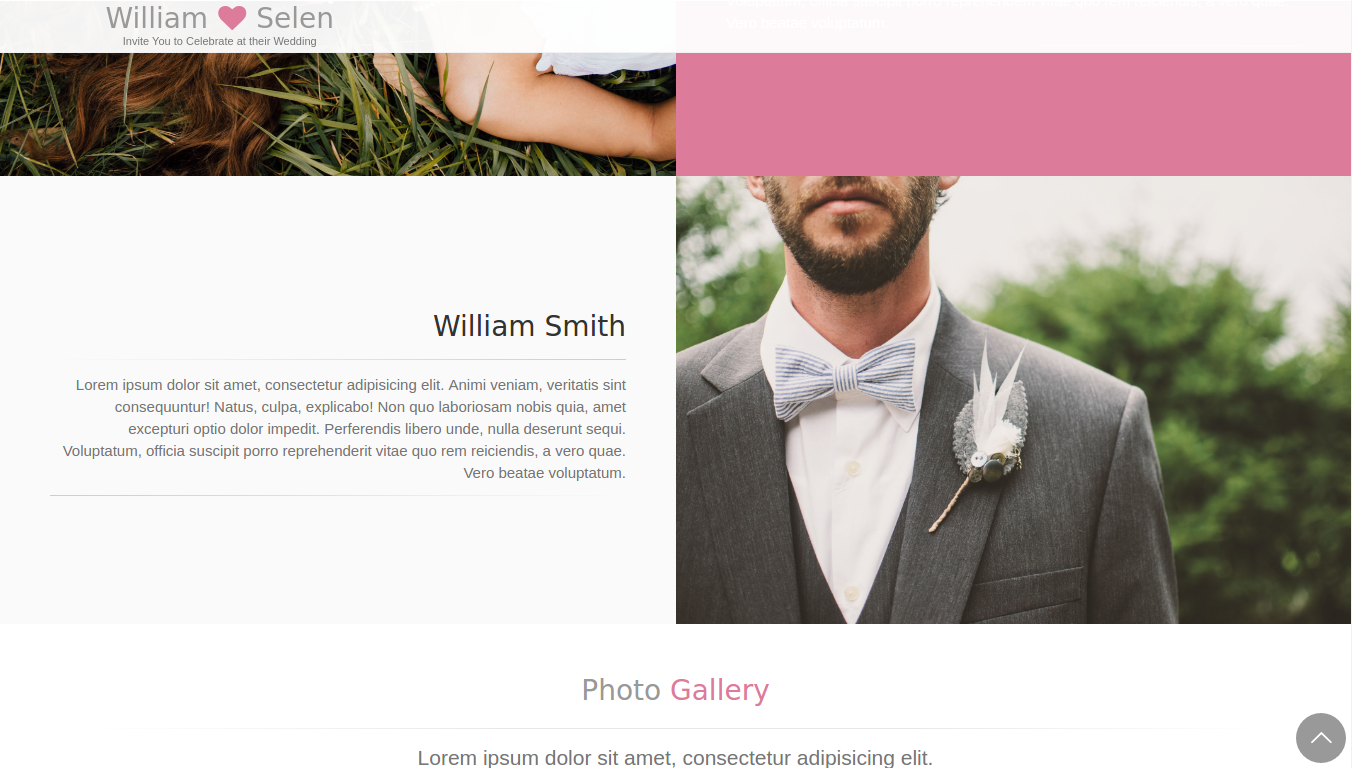 William Selen
Invite You to Celebrate at their Wedding
Vero beatae voluptatum.
William Smith
Lorem ipsum dolor sit amet, consectetur adipisicing elit. Animi veniam, veritatis sint
consequuntur! Natus, culpa, explicabo! Non quo laboriosam nobis quia, amet
excepturi optio dolor impedit. Perferendis libero unde, nulla deserunt sequi.
Voluptatum, officia suscipit porro reprehenderit vitae quo rem reiciendis, a vero quae.
Vero beatae voluptatum.
Photo Gallery
Lorem ipsum dolor sit amet, consectetur adipisicing elit.